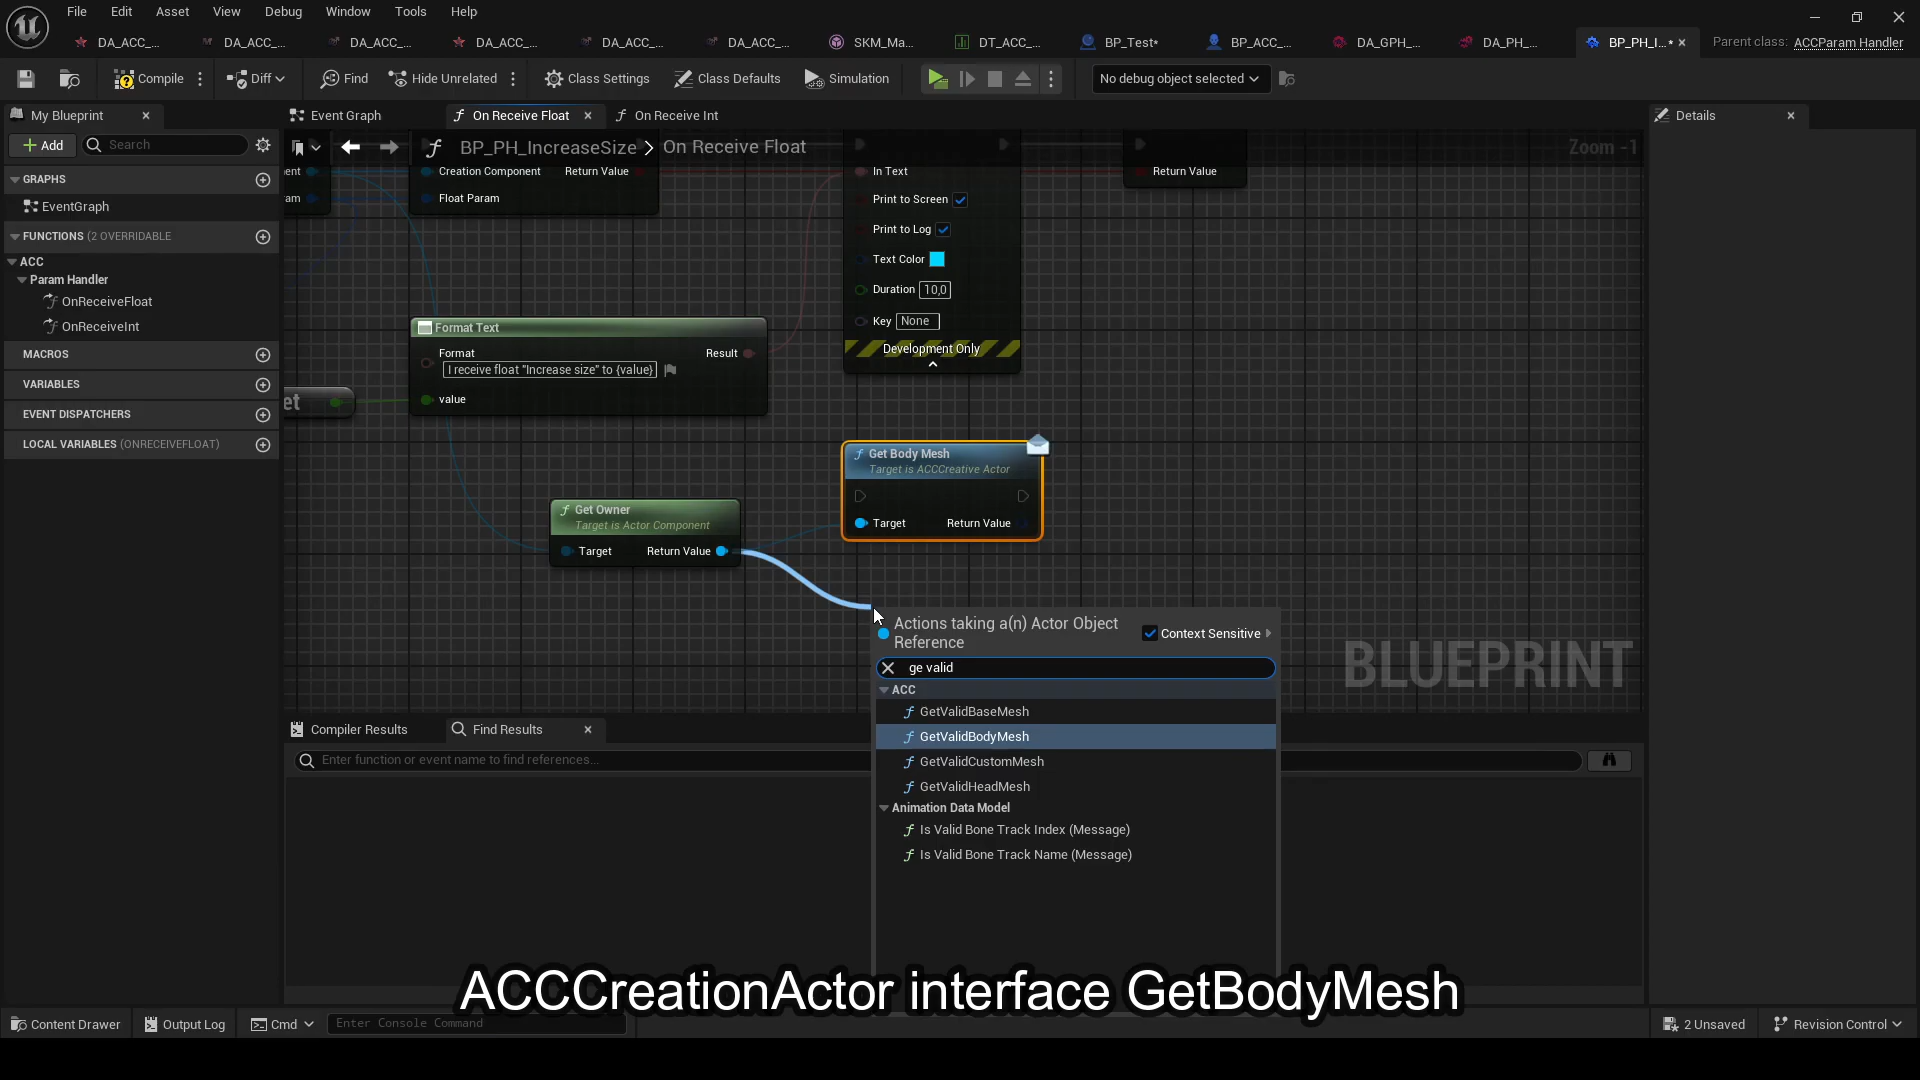 File Edit Asset View Debug Window Tools Help
DA_ACC_... DA_ACC_... DA_ACC_... DA_ACC_... DA_ACC_... DA_ACC_... SKM_Ma... DT_ACC_... BP_Test* BP_ACC_... DA_GPH_... DA_PH_... BP_PH_I...* Parent class: ACCParam Handler
Compile Diff Find Hide Unrelated Class Settings Class Defaults Simulation No debug object selected
My Blueprint
Event Graph On Receive Float On Receive Int
Details
Add Search
BP_PH_IncreaseSize > On Receive Float
Zoom -1
GRAPHS
EventGraph
FUNCTIONS (2 OVERRIDABLE
ACC
Param Handler
OnReceiveFloat
OnReceiveInt
MACROS
VARIABLES
EVENT DISPATCHERS
LOCAL VARIABLES (ONRECEIVEFLOAT)
ent
am
et
Creation Component Return Value
Float Param
In Text
Print to Screen
Print to Log
Text Color
Duration 10,0
Key None
Development Only
Return Value
Format Text
Format Result
I receive float "Increase size" to {value}
value
Get Body Mesh
Target is ACCCreative Actor
Target Return Value
Get Owner
Target is Actor Component
Target Return Value
Actions taking a(n) Actor Object
Reference
Context Sensitive
ge valid
ACC
GetValidBaseMesh
GetValidBodyMesh
GetValidCustomMesh
GetValidHeadMesh
Animation Data Model
Is Valid Bone Track Index (Message)
Is Valid Bone Track Name (Message)
BLUEPRINT
Compiler Results Find Results
Enter function or event name to find references...
ACCCreationActor interface GetBodyMesh
Content Drawer Output Log Cmd Enter Console Command 2 Unsaved Revision Control